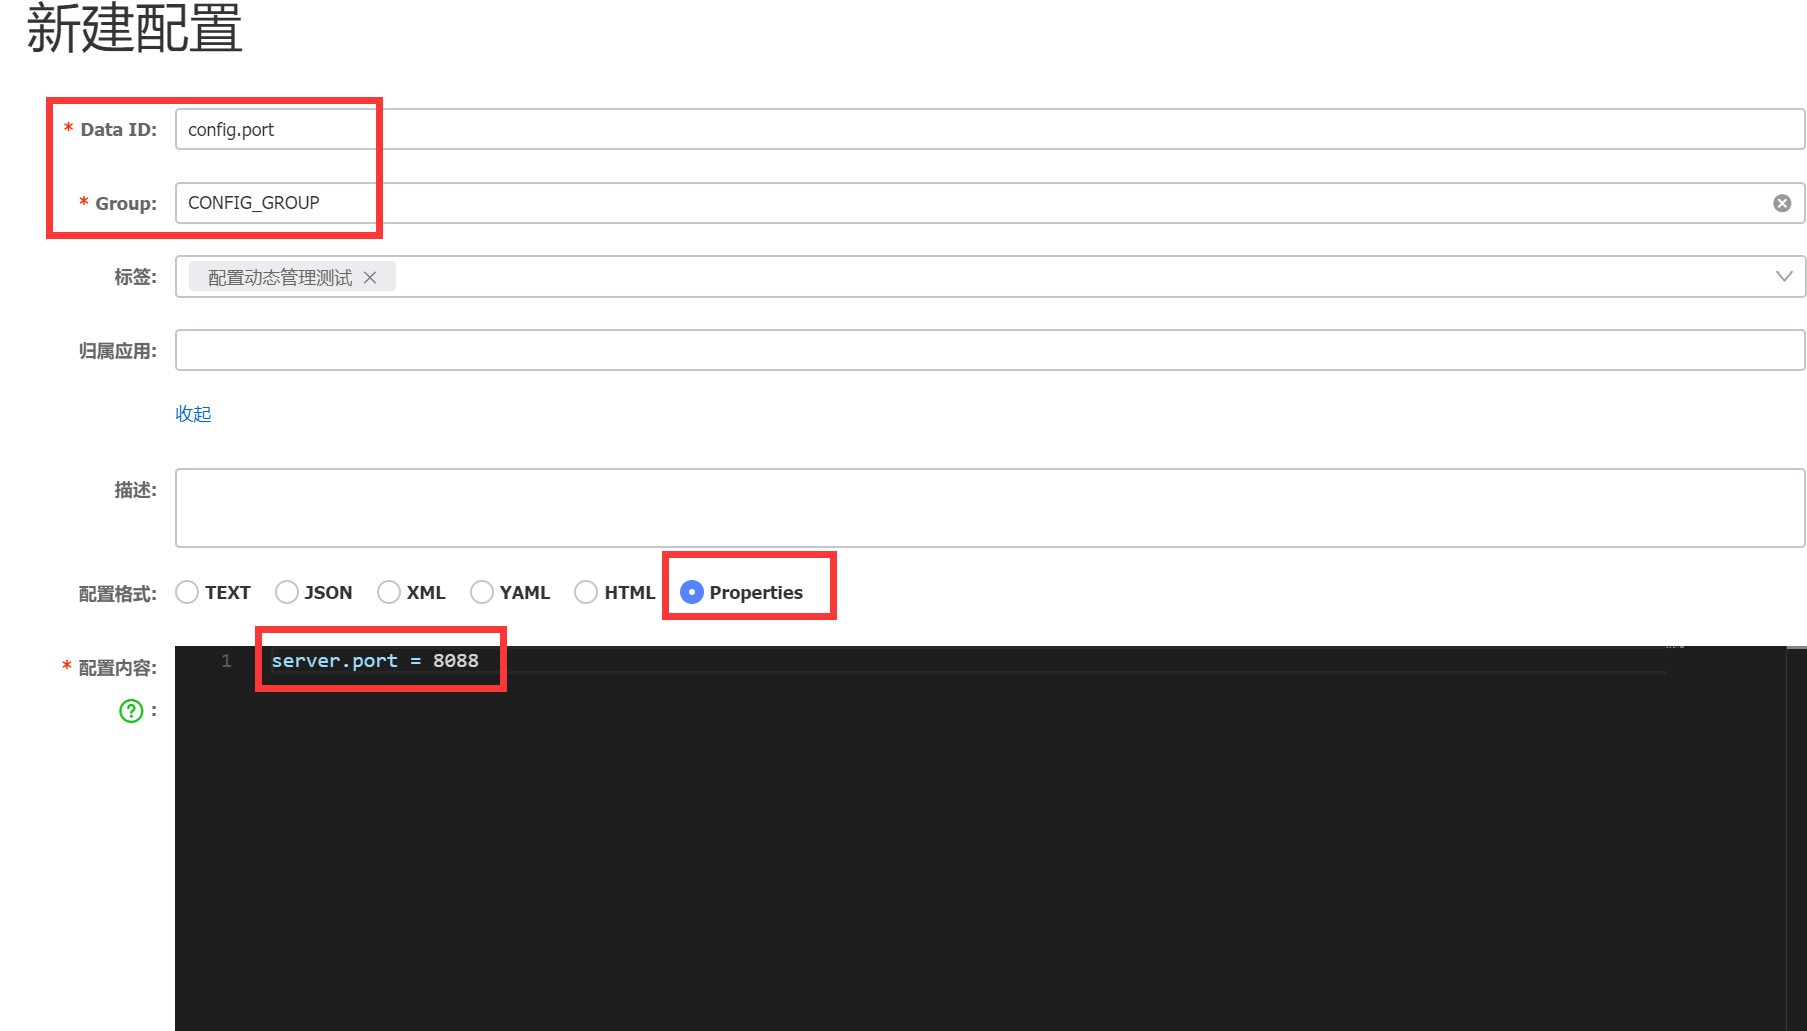 新建配置
* Data ID: config.port
* Group: CONFIG_GROUP
标签: 配置动态管理测试
归属应用:
收起
描述:
配置格式: TEXT JSON XML YAML HTML Properties
* 配置内容: 1 server.port = 8088
? :